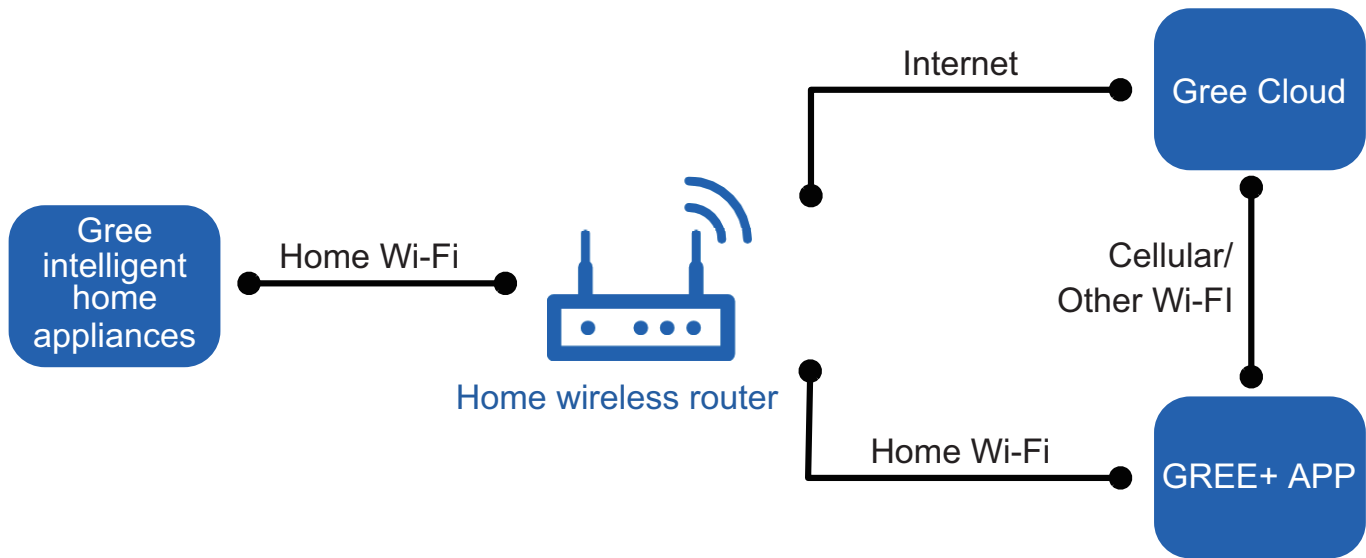 Gree
intelligent
home
appliances
Home Wi-Fi
Home wireless router
Internet
Gree Cloud
Cellular/
Other Wi-FI
Home Wi-Fi
GREE+ APP